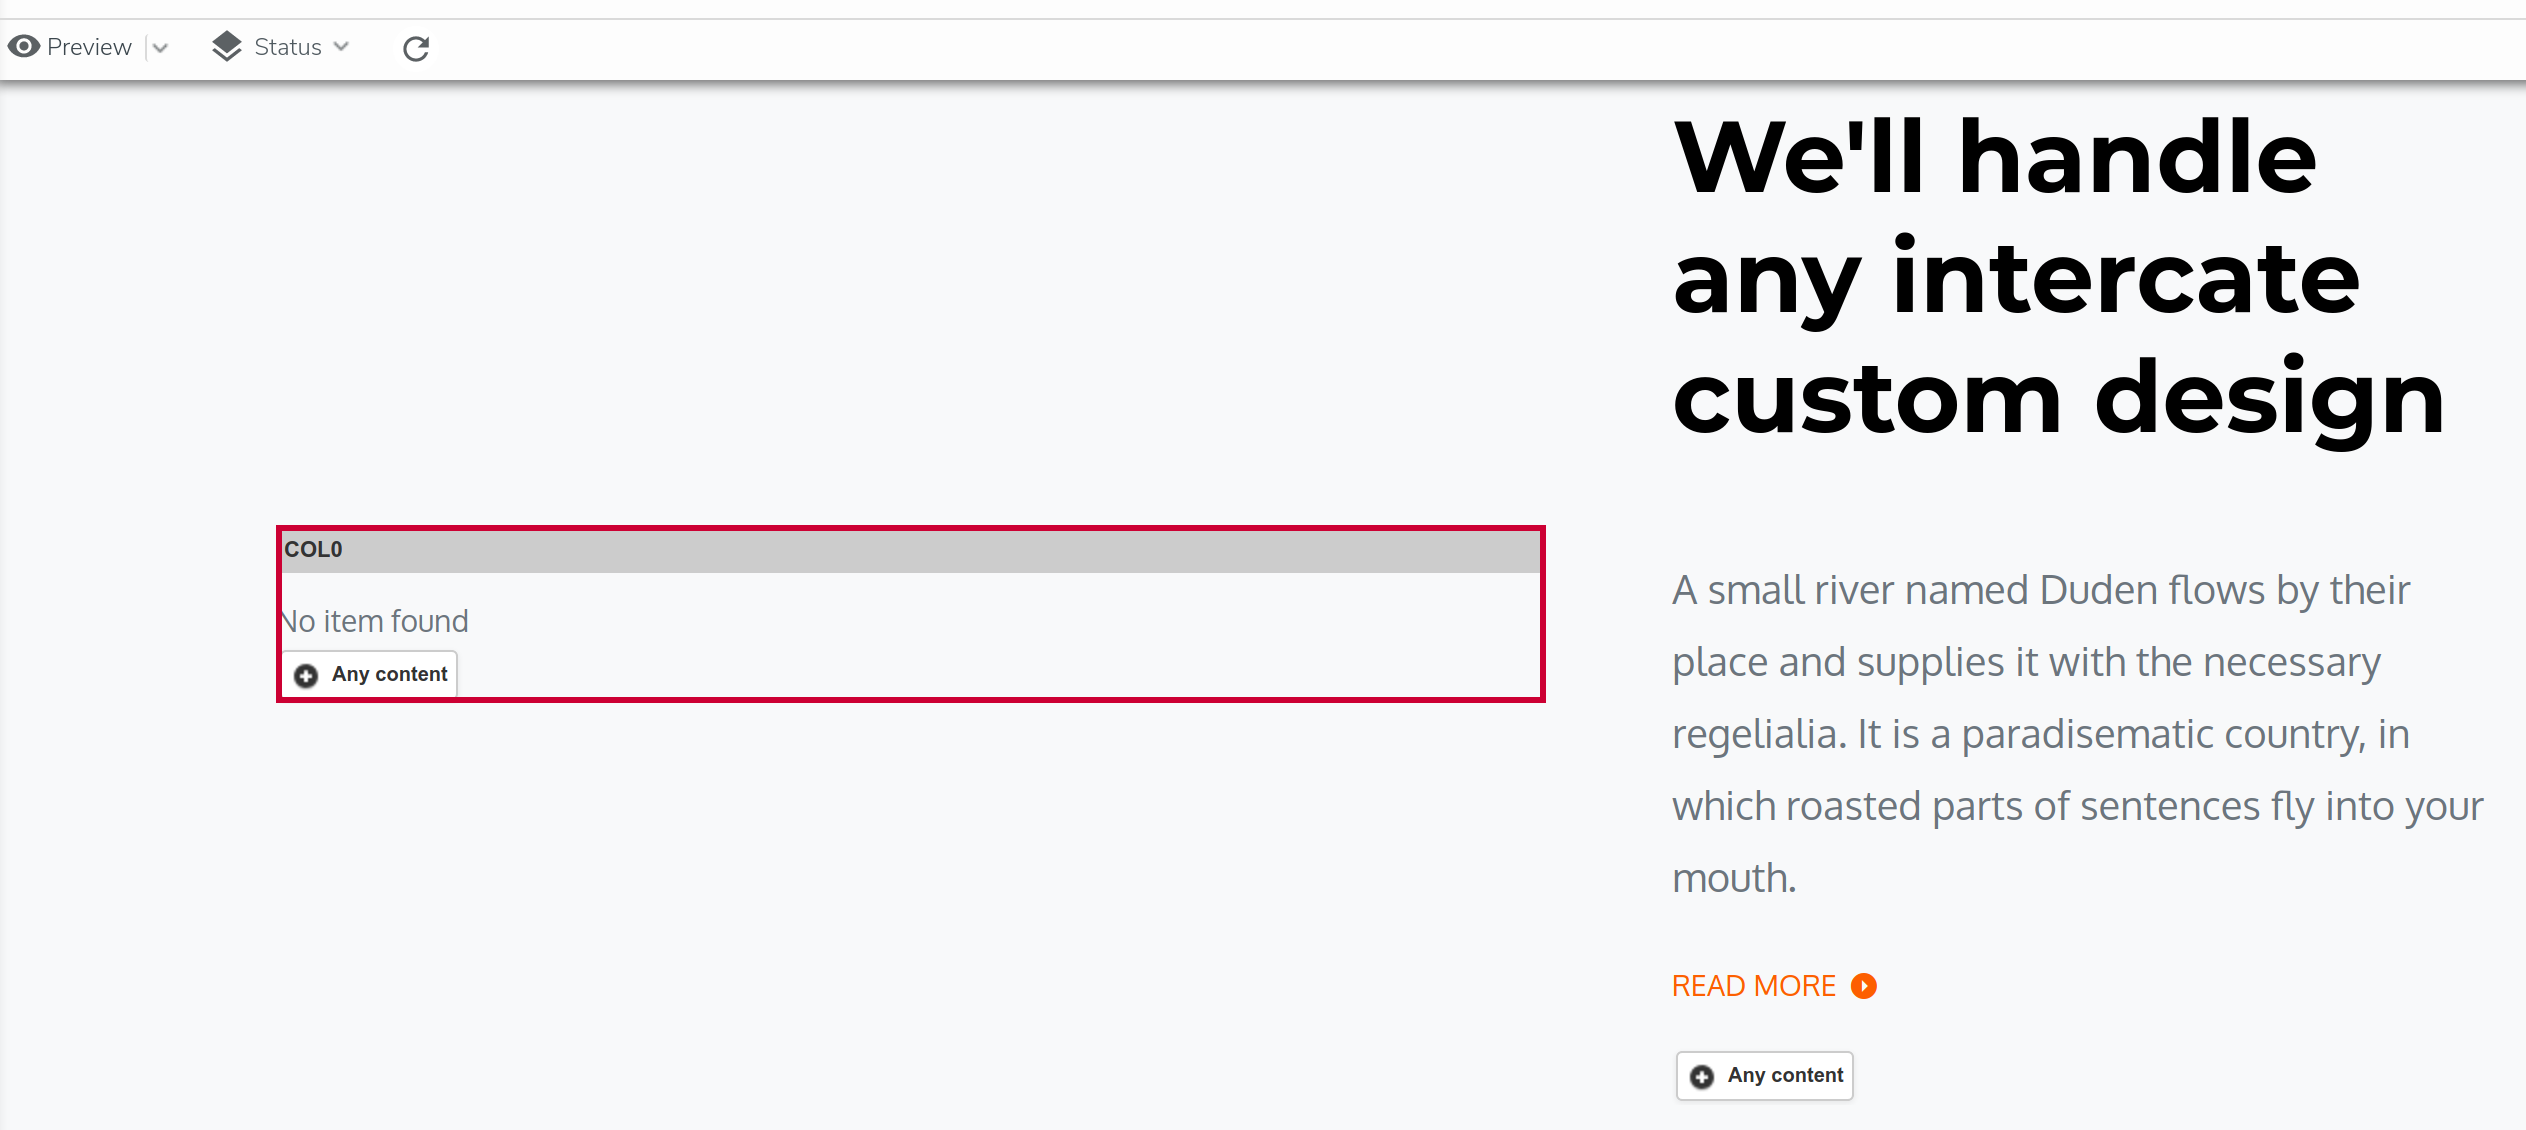 Preview
Status
We'll handle
any intercate
custom design
COL0
No item found
Any content
A small river named Duden flows by their
place and supplies it with the necessary
regelialia. It is a paradisematic country, in
which roasted parts of sentences fly into your
mouth.
READ MORE
Any content